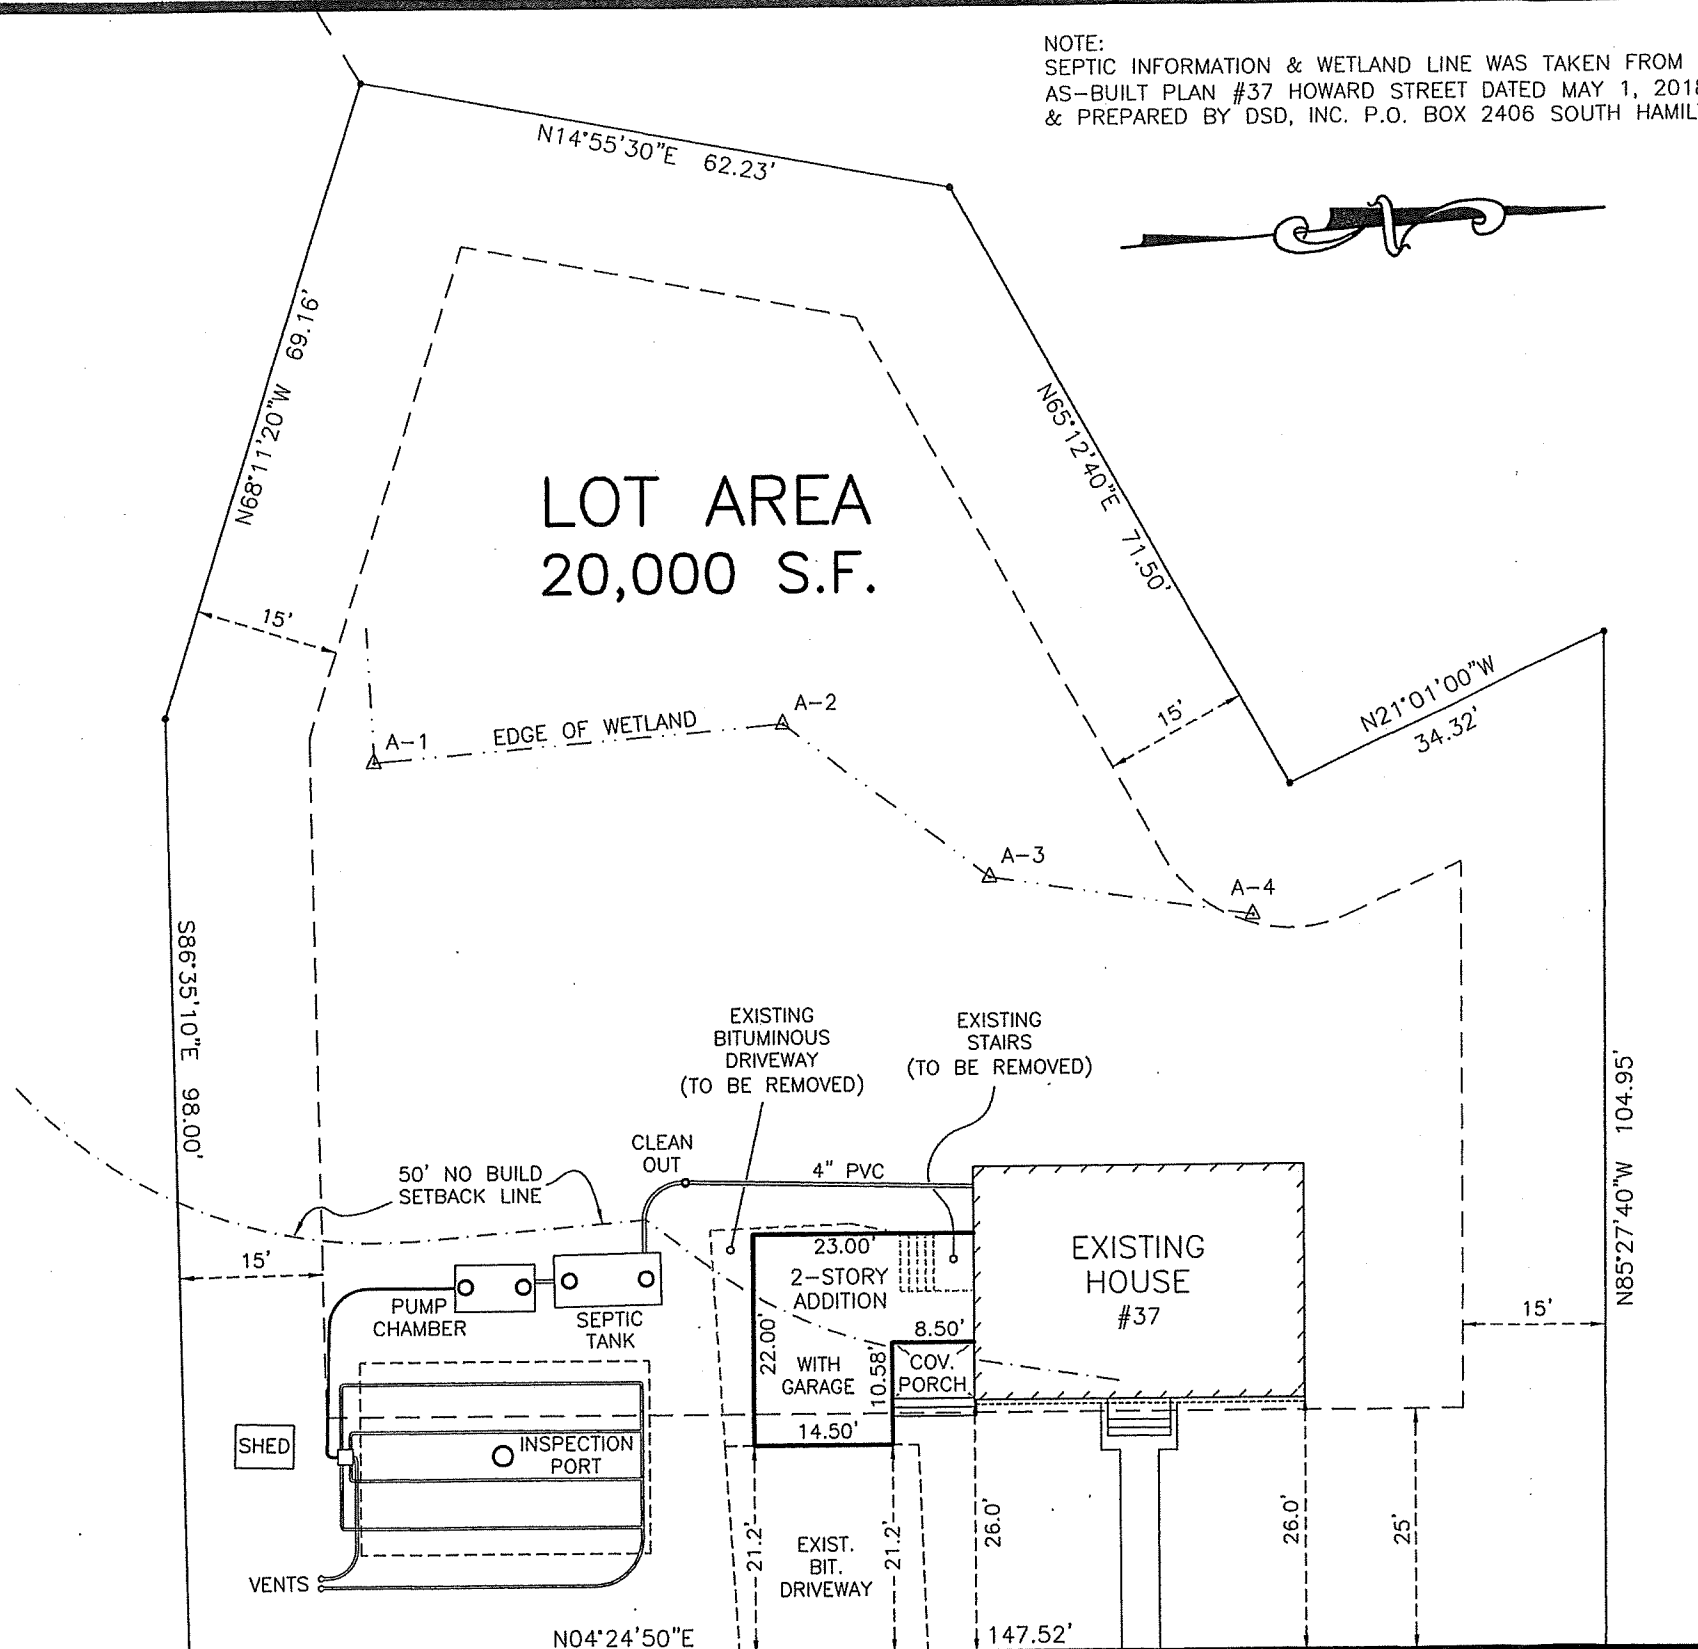 NOTE:
SEPTIC INFORMATION & WETLAND LINE WAS TAKEN FROM
AS-BUILT PLAN #37 HOWARD STREET DATED MAY 1, 2018
& PREPARED BY DSD, INC. P.O. BOX 2406 SOUTH HAMIL
N14°55'30"E 62.23'
N68°11'20"W 69.16'
N65°12'40"E 71.50'
LOT AREA
20,000 S.F.
15'
15'
N21°01'00"W
34.32'
A-1
EDGE OF WETLAND
A-2
A-3
A-4
S86°35'10"E 98.00'
N85°27'40"W 104.95'
EXISTING
BITUMINOUS
DRIVEWAY
(TO BE REMOVED)
EXISTING
STAIRS
(TO BE REMOVED)
CLEAN
OUT
4" PVC
50' NO BUILD
SETBACK LINE
15'
PUMP
CHAMBER
SEPTIC
TANK
23.00'
2-STORY
ADDITION
22.00'
WITH
GARAGE
8.50'
10.58'
COV.
PORCH
14.50'
EXISTING
HOUSE
#37
15'
SHED
INSPECTION
PORT
VENTS
21.2'
EXIST.
BIT.
DRIVEWAY
21.2'
26.0'
26.0'
25'
N04°24'50"E
147.52'